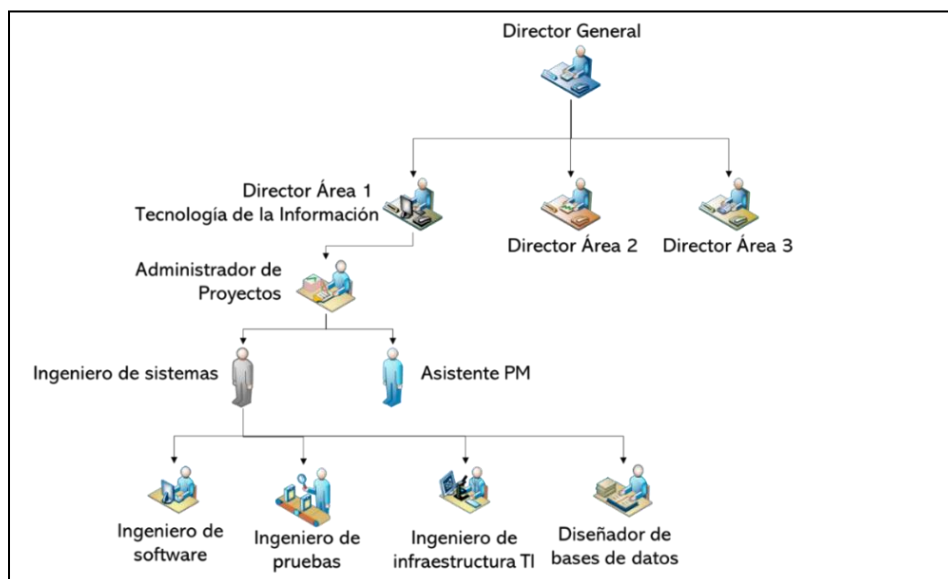 Director General
Director Área 1
Tecnología de la Información
Director Área 2
Director Área 3
Administrador de
Proyectos
Ingeniero de sistemas
Asistente PM
Ingeniero de
software
Ingeniero de
pruebas
Ingeniero de
infraestructura TI
Diseñador de
bases de datos